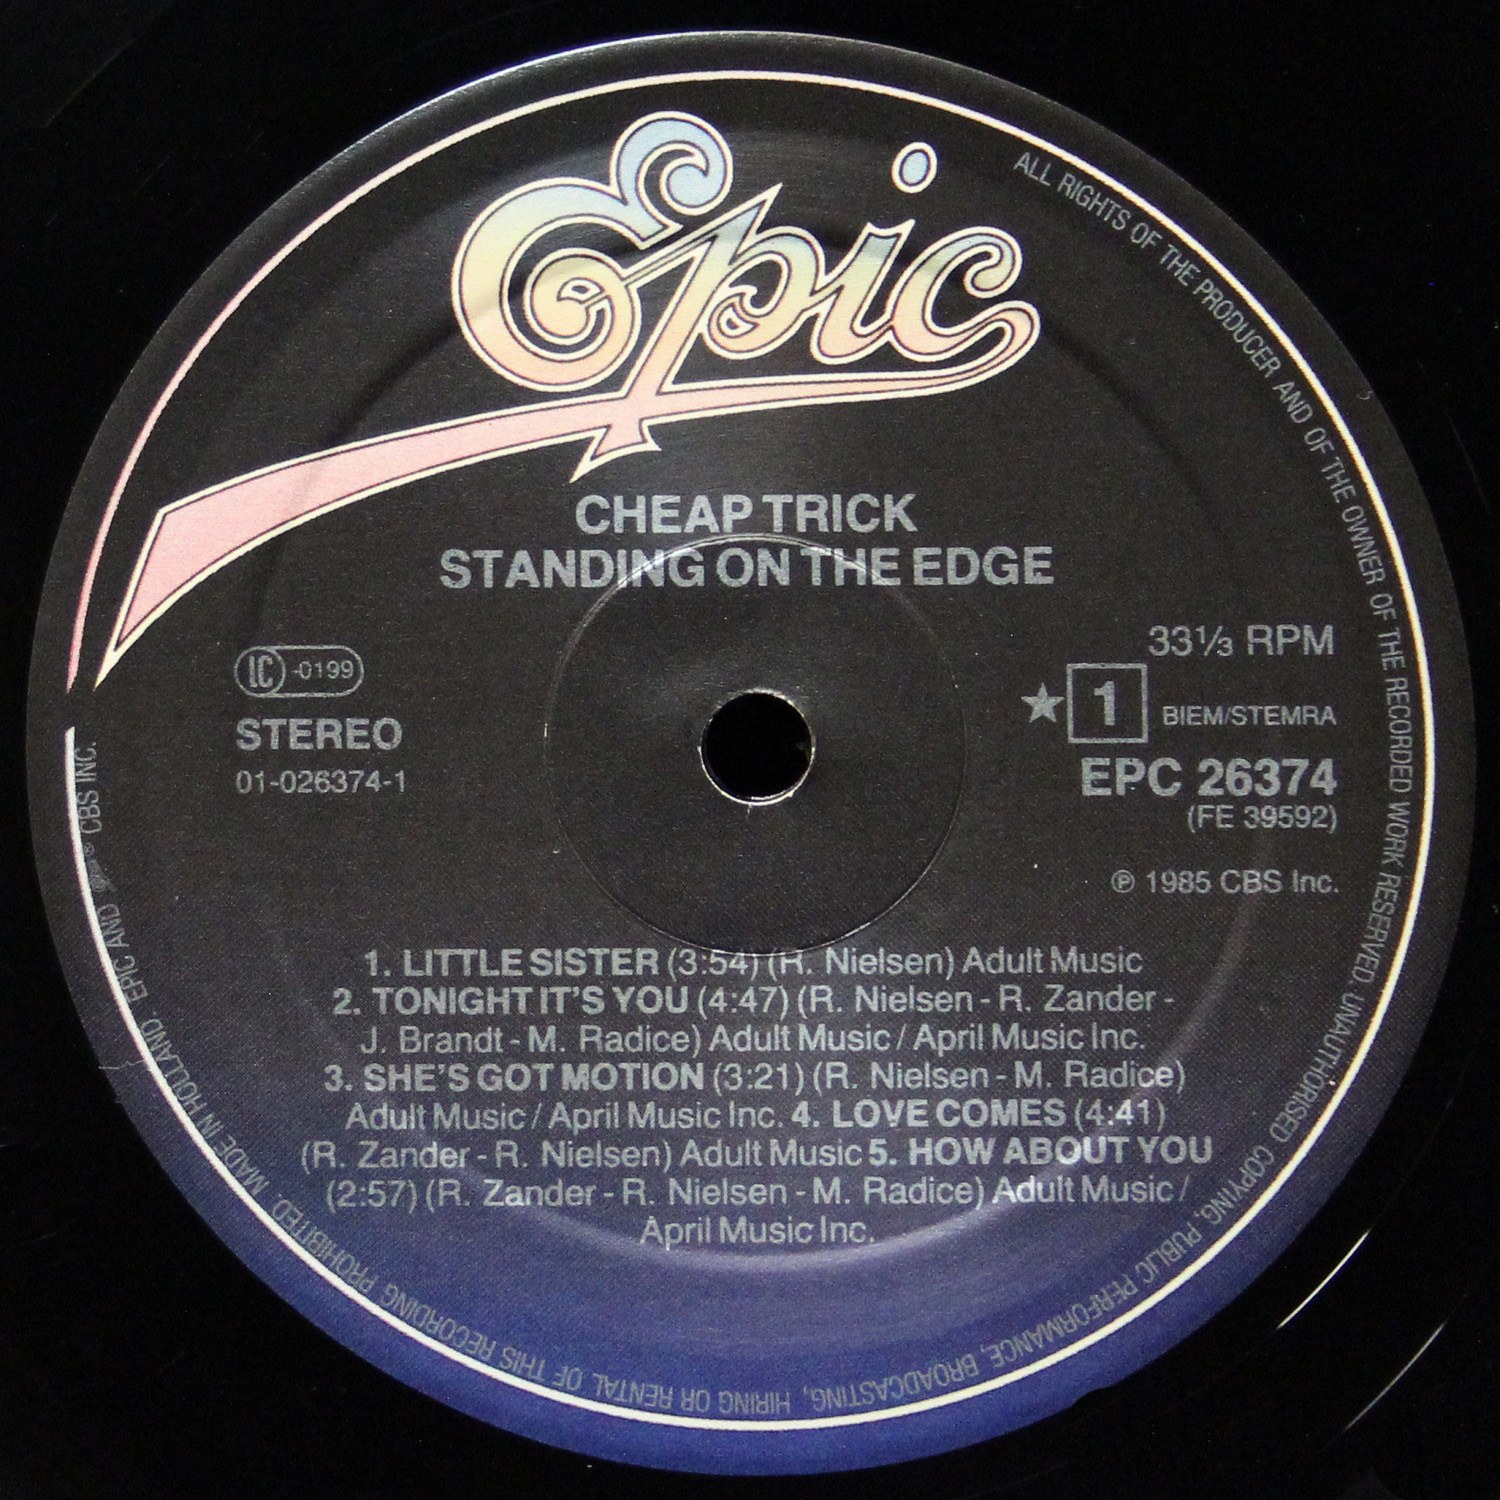 Epic
CHEAP TRICK
STANDING ON THE EDGE
LC -0199
STEREO
01-026374-1
33⅓ RPM
★ 1 BIEM/STEMRA
EPC 26374
(FE 39592)
℗ 1985 CBS Inc.
1. LITTLE SISTER (3:54) (R. Nielsen) Adult Music
2. TONIGHT IT'S YOU (4:47) (R. Nielsen - R. Zander -
J. Brandt - M. Radice) Adult Music / April Music Inc.
3. SHE'S GOT MOTION (3:21) (R. Nielsen - M. Radice)
Adult Music / April Music Inc. 4. LOVE COMES (4:41)
(R. Zander - R. Nielsen) Adult Music 5. HOW ABOUT YOU
(2:57) (R. Zander - R. Nielsen - M. Radice) Adult Music /
April Music Inc.
ALL RIGHTS OF THE PRODUCER AND OF THE OWNER OF THE RECORDED WORK RESERVED. UNAUTHORISED COPYING, PUBLIC PERFORMANCE, BROADCASTING, HIRING OR RENTAL OF THIS RECORDING PROHIBITED. MADE IN HOLLAND. EPIC AND ® CBS INC.